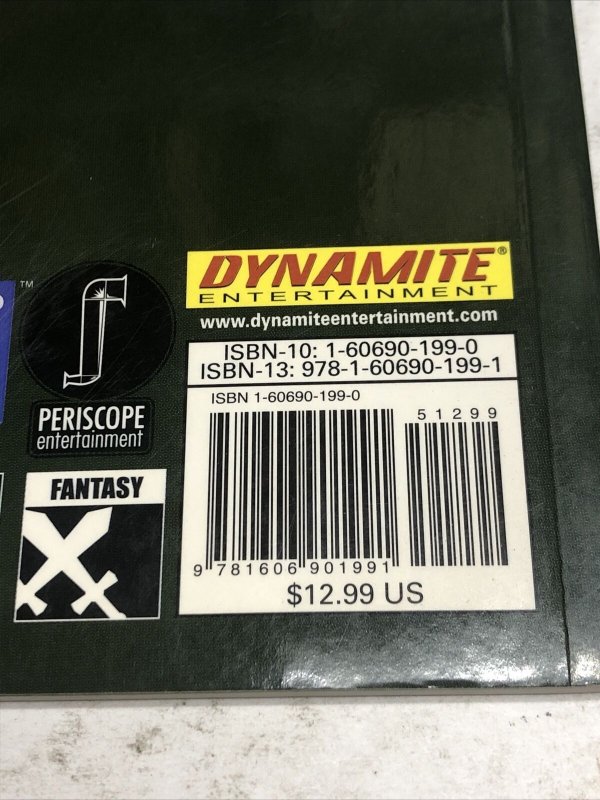 ™
DYNAMITE®
ENTERTAINMENT
www.dynamiteentertainment.com
ISBN-10: 1-60690-199-0
ISBN-13: 978-1-60690-199-1
ISBN 1-60690-199-0
51299
9 781606 901991
$12.99 US
PERISCOPE
entertainment
FANTASY